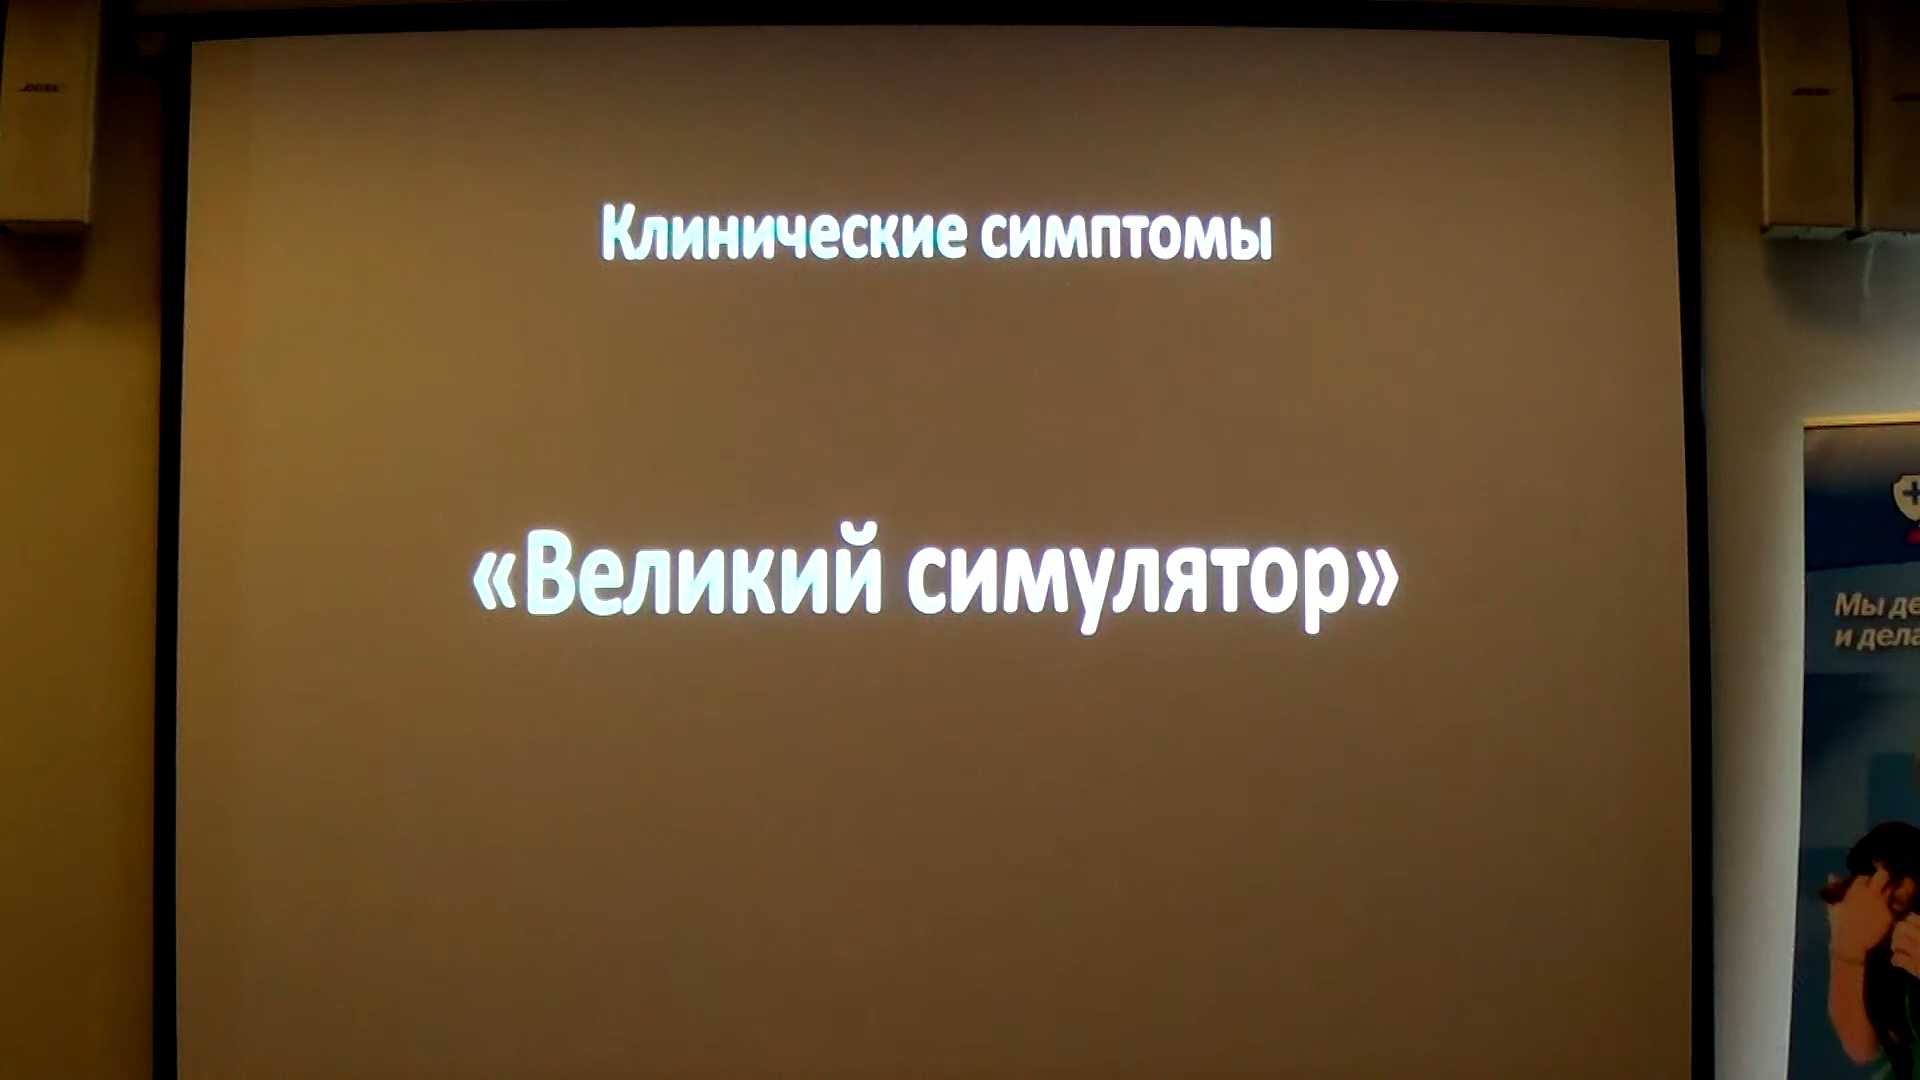 Клинические симптомы
«Великий симулятор»
Мы де
и дела